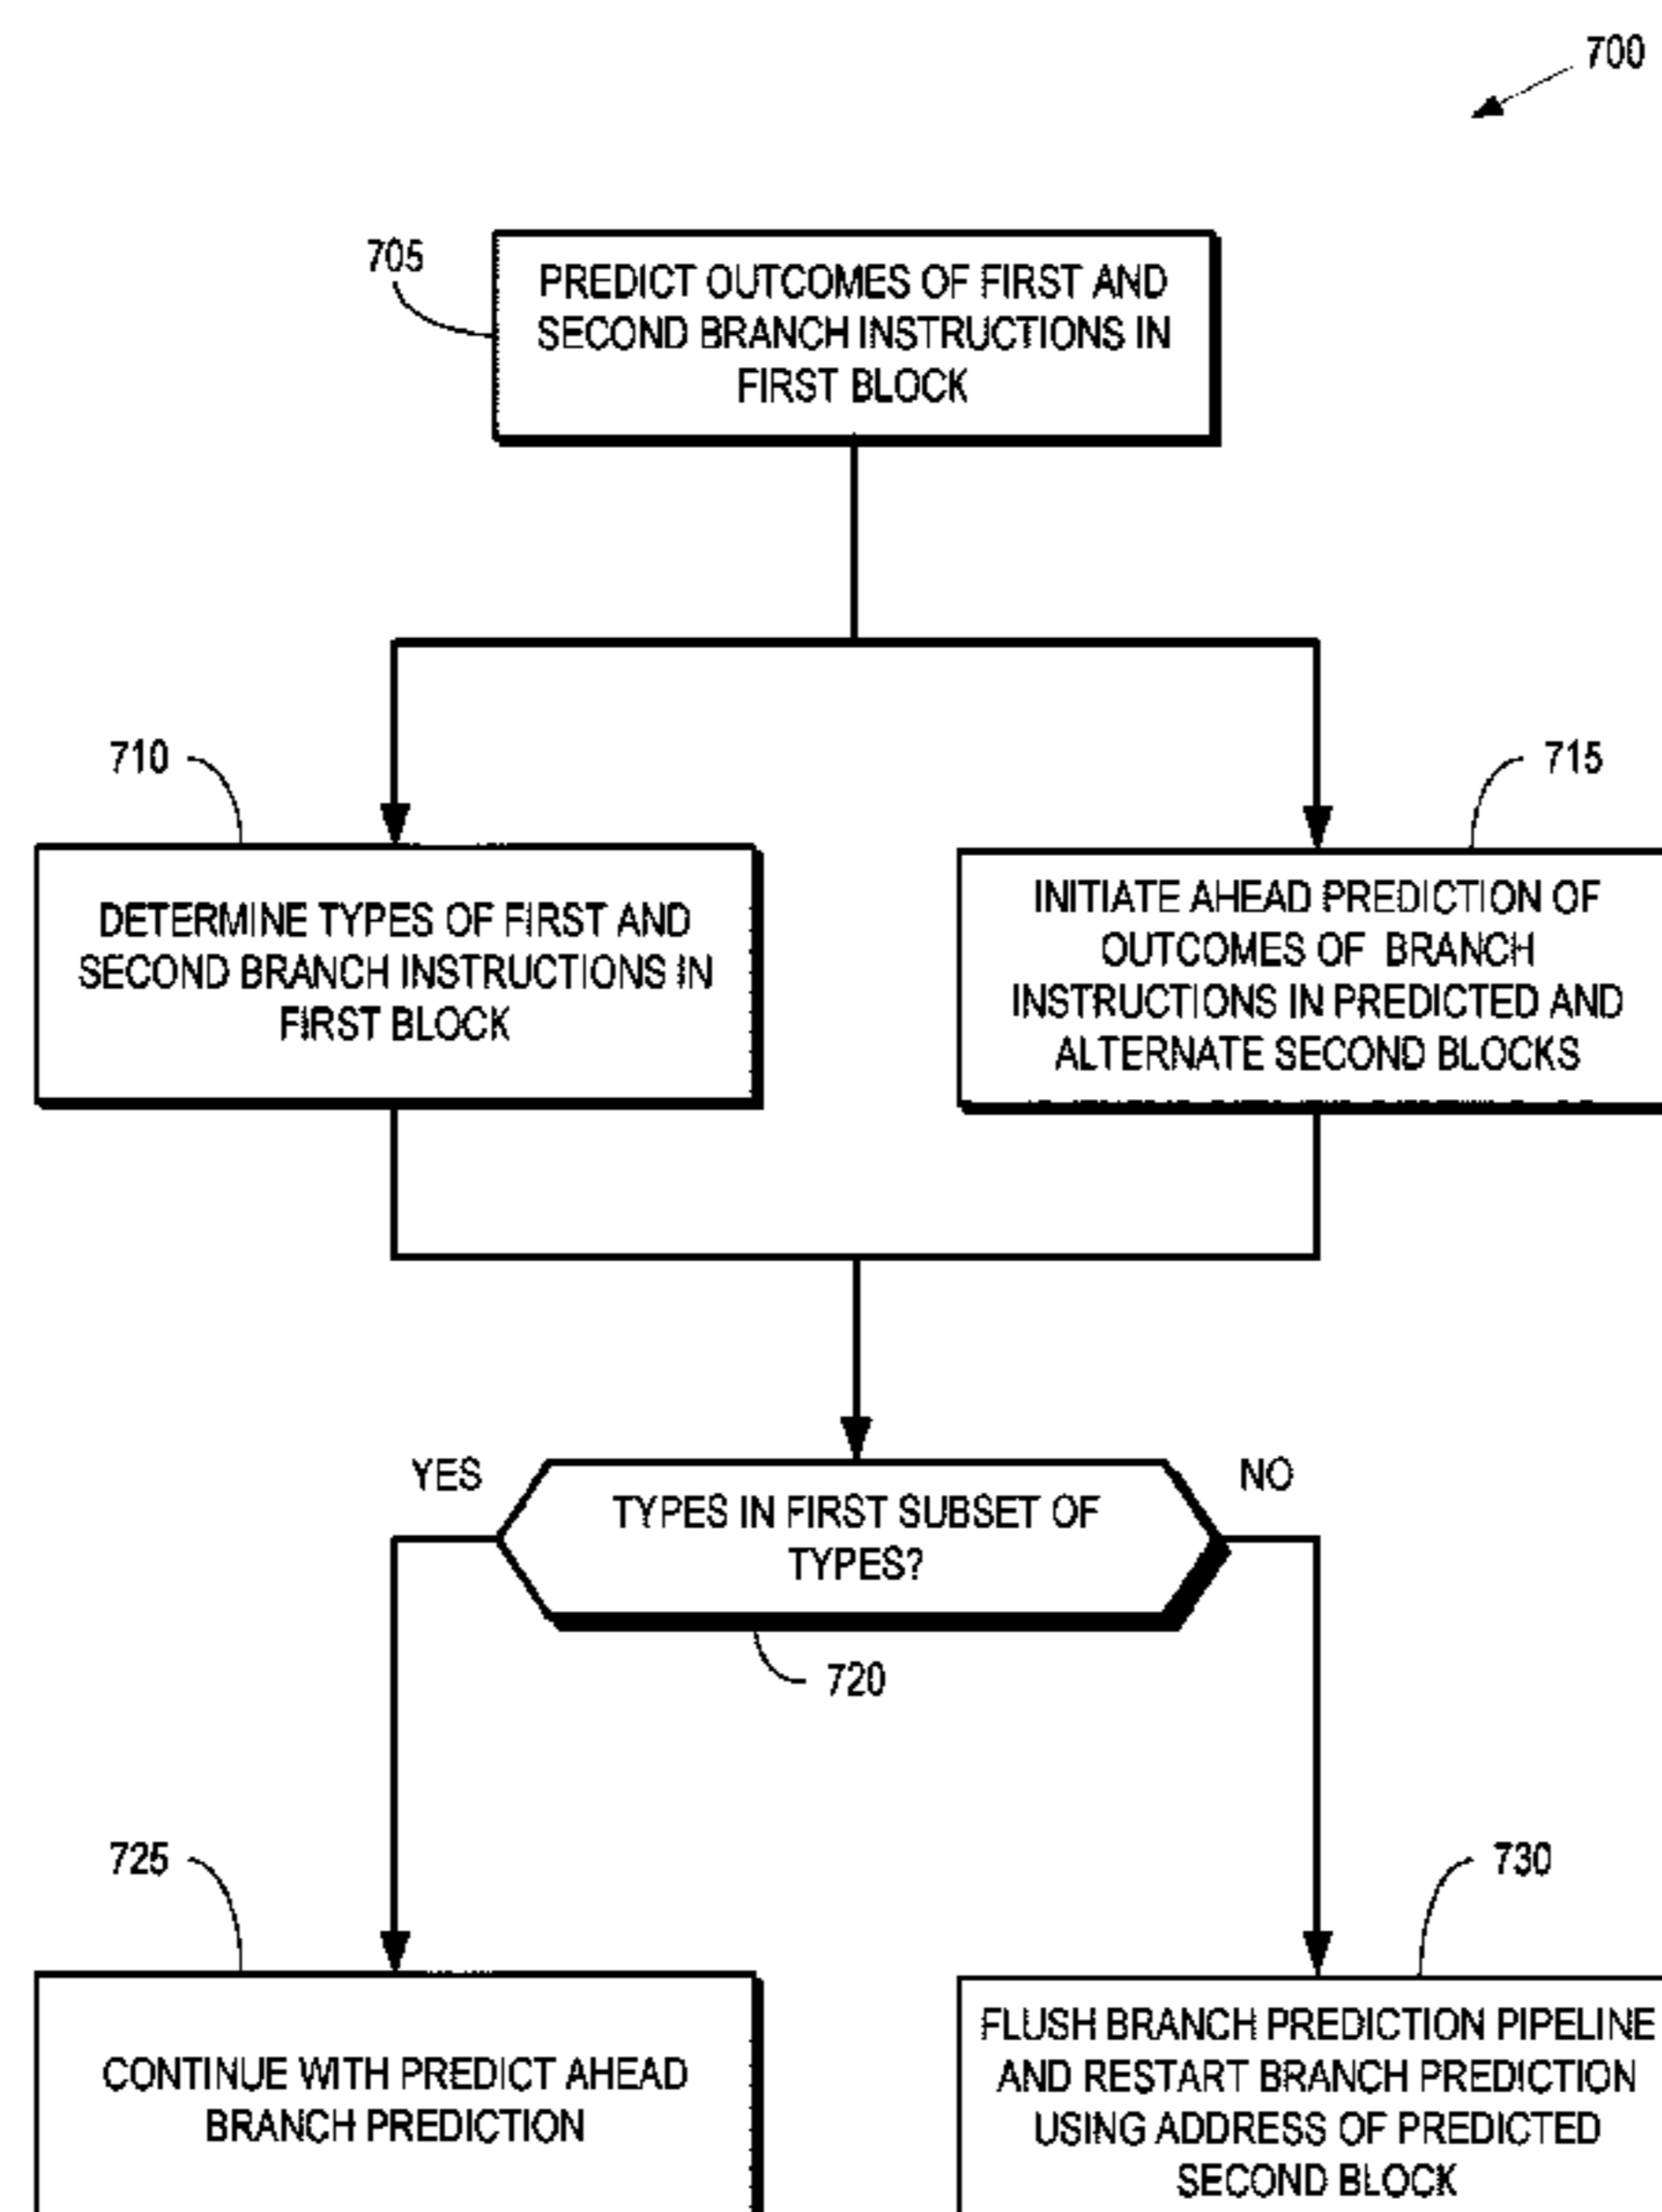 700
705
PREDICT OUTCOMES OF FIRST AND
SECOND BRANCH INSTRUCTIONS IN
FIRST BLOCK
710
DETERMINE TYPES OF FIRST AND
SECOND BRANCH INSTRUCTIONS IN
FIRST BLOCK
715
INITIATE AHEAD PREDICTION OF
OUTCOMES OF BRANCH
INSTRUCTIONS IN PREDICTED AND
ALTERNATE SECOND BLOCKS
YES
TYPES IN FIRST SUBSET OF
TYPES?
NO
720
725
CONTINUE WITH PREDICT AHEAD
BRANCH PREDICTION
730
FLUSH BRANCH PREDICTION PIPELINE
AND RESTART BRANCH PREDICTION
USING ADDRESS OF PREDICTED
SECOND BLOCK